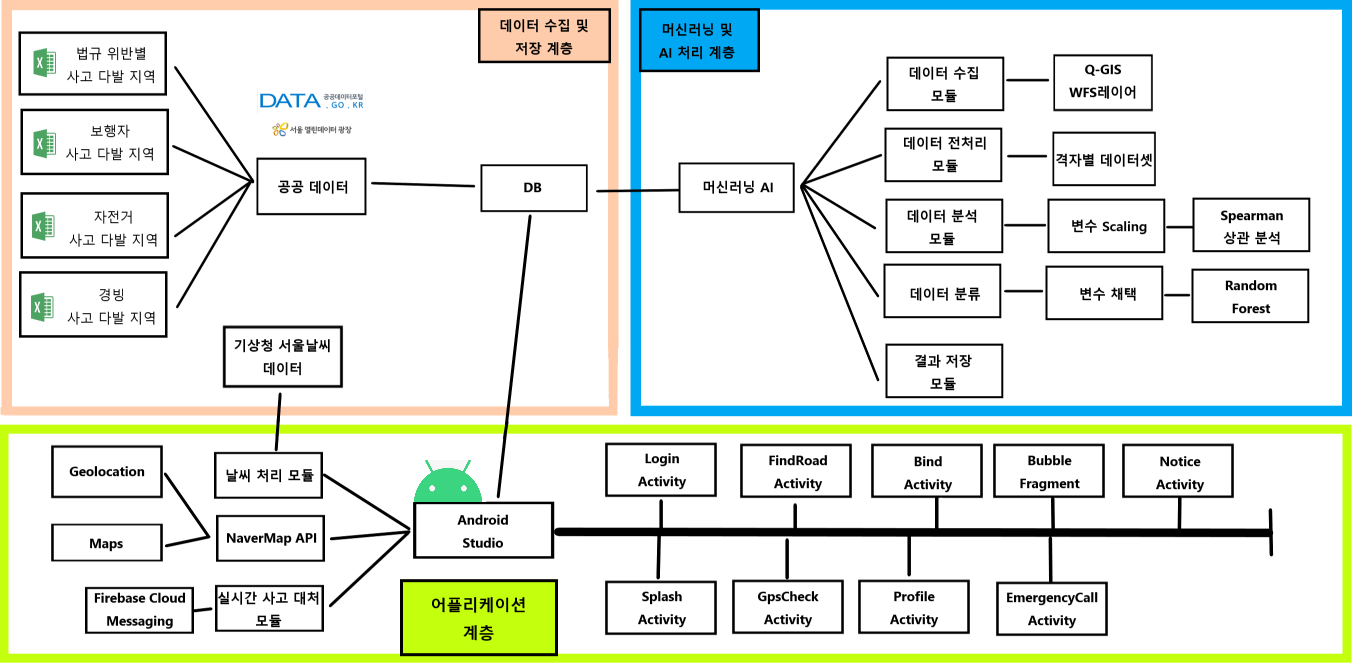 데이터 수집 및
저장 계층
법규 위반별
사고 다발 지역
보행자
사고 다발 지역
자전거
사고 다발 지역
경빙
사고 다발 지역
DATA 공공데이터포털
.GO.KR
서울 열린데이터 광장
공공 데이터
DB
기상청 서울날씨
데이터
머신러닝 및
AI 처리 계층
머신러닝 AI
데이터 수집
모듈
Q-GIS
WFS레이어
데이터 전처리
모듈
격자별 데이터셋
데이터 분석
모듈
변수 Scaling
Spearman
상관 분석
데이터 분류
변수 채택
Random
Forest
결과 저장
모듈
Geolocation
Maps
Firebase Cloud
Messaging
날씨 처리 모듈
NaverMap API
실시간 사고 대처
모듈
Android
Studio
어플리케이션
계층
Login
Activity
FindRoad
Activity
Bind
Activity
Bubble
Fragment
Notice
Activity
Splash
Activity
GpsCheck
Activity
Profile
Activity
EmergencyCall
Activity